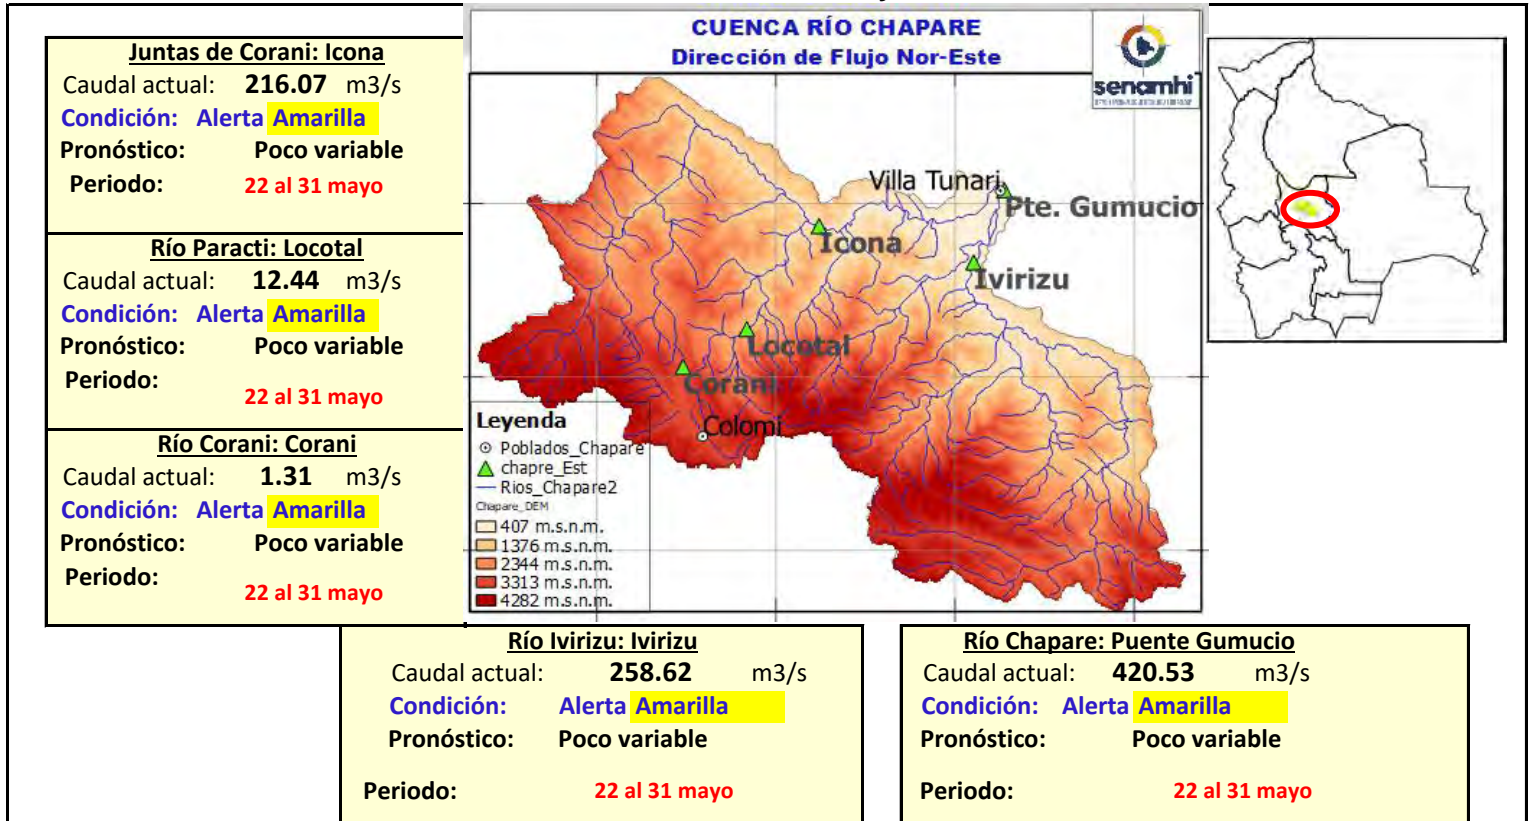 CUENCA RÍO CHAPARE
Dirección de Flujo Nor-Este
senamhi
Juntas de Corani: Icona
Caudal actual: 216.07 m3/s
Condición: Alerta Amarilla
Pronóstico: Poco variable
Periodo: 22 al 31 mayo
Río Paracti: Locotal
Caudal actual: 12.44 m3/s
Condición: Alerta Amarilla
Pronóstico: Poco variable
Periodo: 22 al 31 mayo
Río Corani: Corani
Caudal actual: 1.31 m3/s
Condición: Alerta Amarilla
Pronóstico: Poco variable
Periodo: 22 al 31 mayo
Villa Tunari
Pte. Gumucio
Icona
Ivirizu
Locotal
Corani
Colomi
Leyenda
Poblados_Chapare
chapre_Est
Rios_Chapare2
Chapare_DEM
407 m.s.n.m.
1376 m.s.n.m.
2344 m.s.n.m.
3313 m.s.n.m.
4282 m.s.n.m.
Río Ivirizu: Ivirizu
Caudal actual: 258.62 m3/s
Condición: Alerta Amarilla
Pronóstico: Poco variable
Periodo: 22 al 31 mayo
Río Chapare: Puente Gumucio
Caudal actual: 420.53 m3/s
Condición: Alerta Amarilla
Pronóstico: Poco variable
Periodo: 22 al 31 mayo